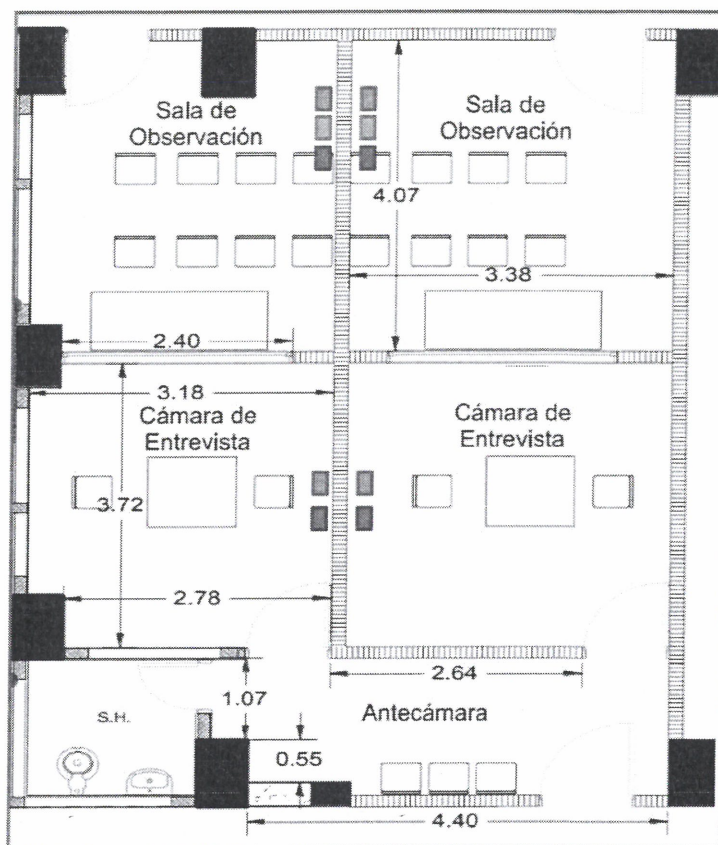 Sala de
Observación
Sala de
Observación
4.07
3.38
2.40
3.18
Cámara de
Entrevista
Cámara de
Entrevista
3.72
2.78
2.64
1.07
S.H.
Antecámara
0.55
4.40